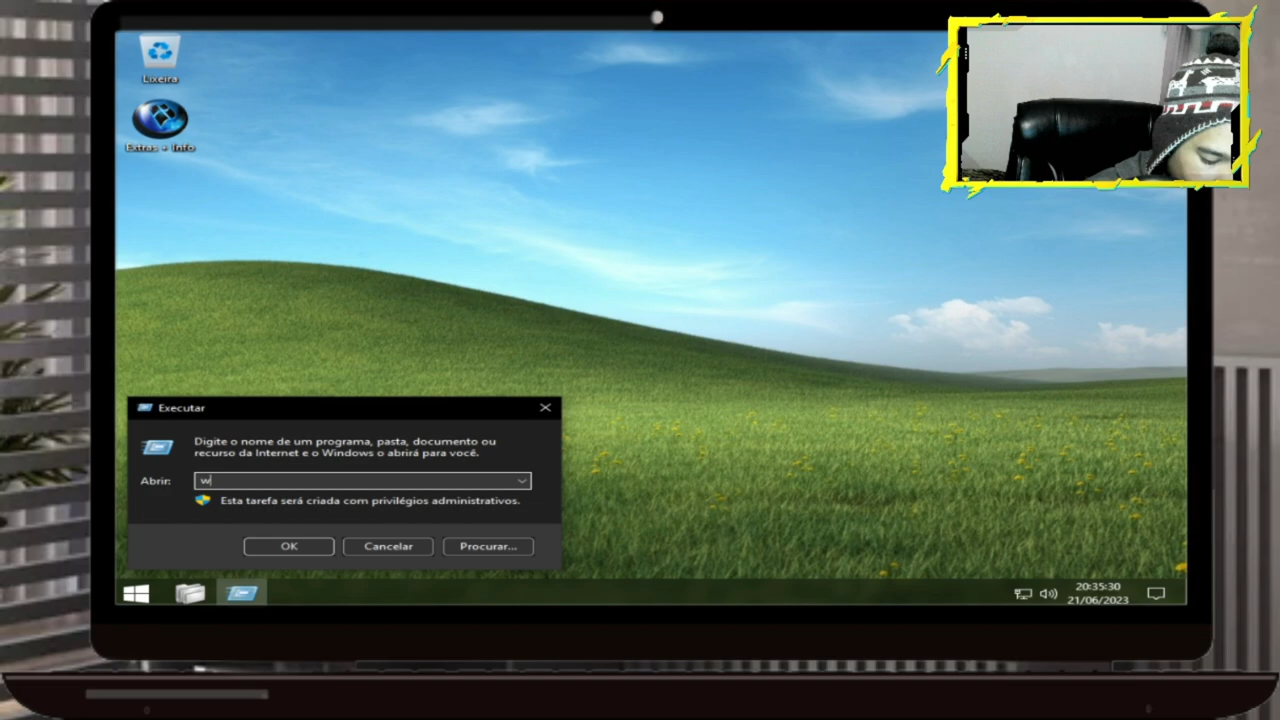 Lixeira
Extras + Info
Executar
Digite o nome de um programa, pasta, documento ou
recurso da Internet e o Windows o abrirá para você.
Abrir:
w
Esta tarefa será criada com privilégios administrativos.
OK
Cancelar
Procurar...
20:35:30
21/06/2023